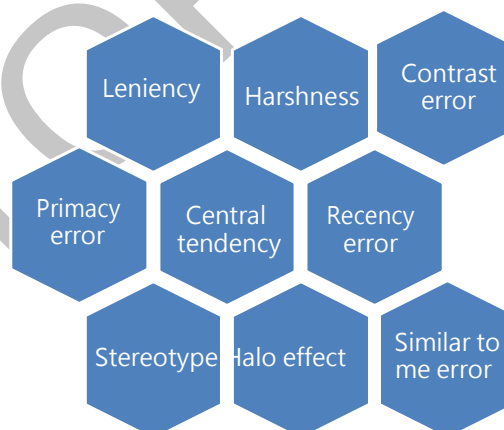 Leniency
Harshness
Contrast
error
Primacy
error
Central
tendency
Recency
error
Stereotype
Halo effect
Similar to
me error